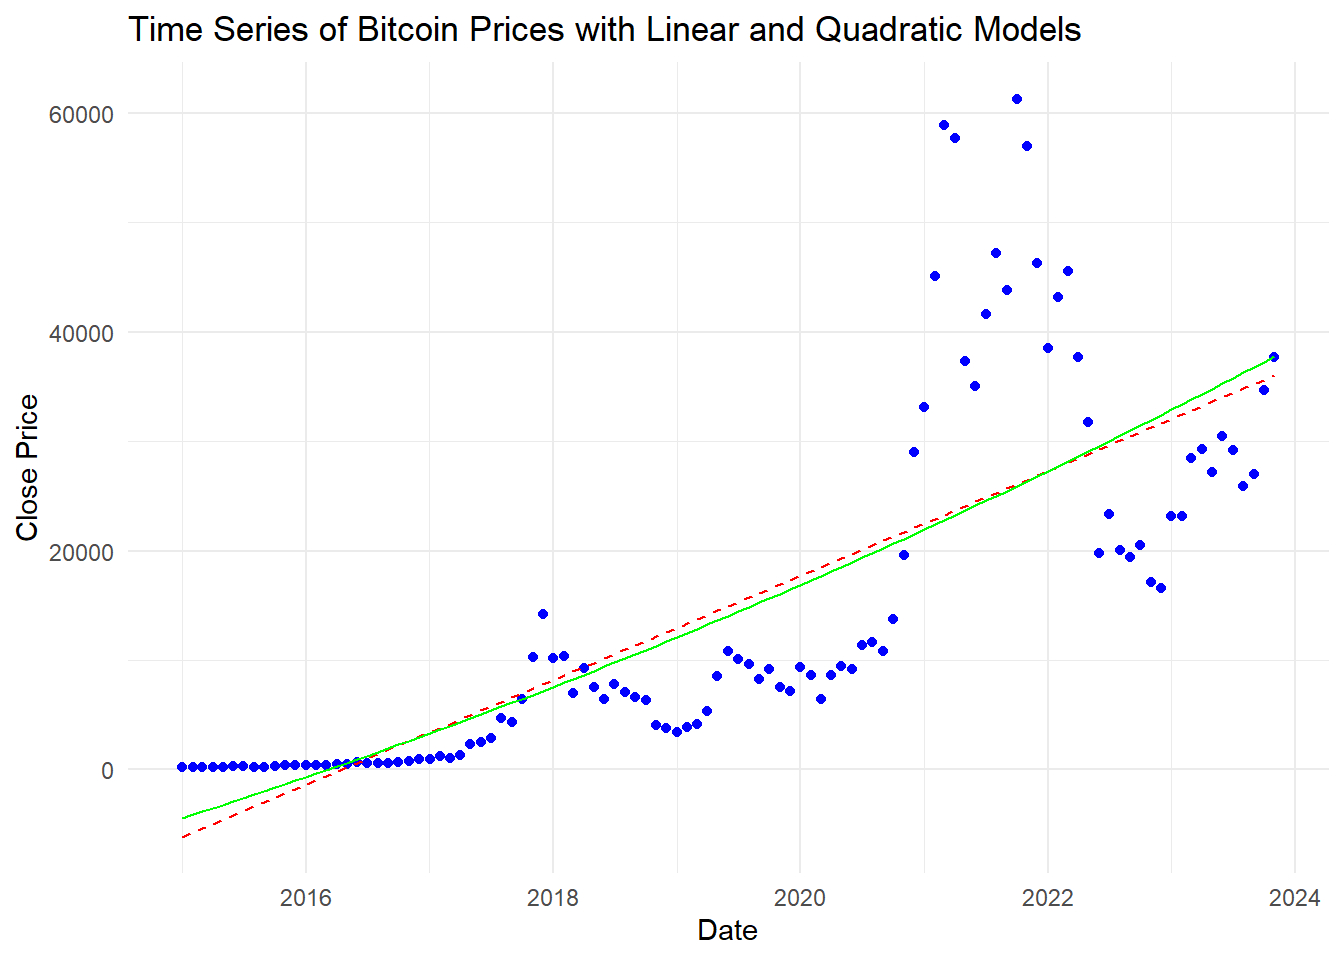 Time Series of Bitcoin Prices with Linear and Quadratic Models
60000
40000
20000
0
Close Price
2016 2018 2020 2022 2024
Date